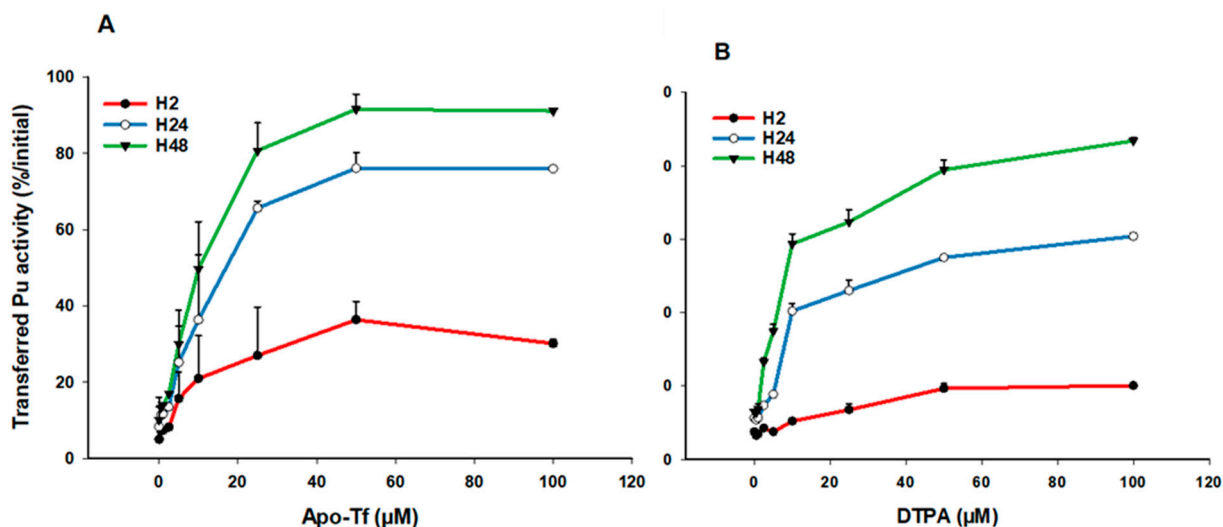 A
Transferred Pu activity (%/initial)
100
80
60
40
20
0
H2
H24
H48
0 20 40 60 80 100 120
Apo-Tf (µM)
B
0
0
0
0
0
0
H2
H24
H48
0 20 40 60 80 100 120
DTPA (µM)